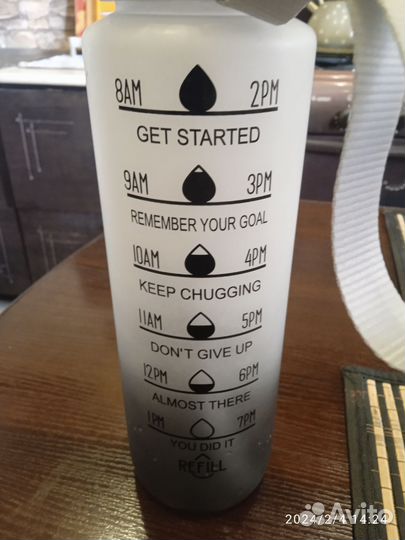 8AM 2PM
GET STARTED
9AM 3PM
REMEMBER YOUR GOAL
10AM 4PM
KEEP CHUGGING
11AM 5PM
DON'T GIVE UP
12PM 6PM
ALMOST THERE
1PM 7PM
YOU DID IT
REFILL
2024/2/4 14:24
Avito